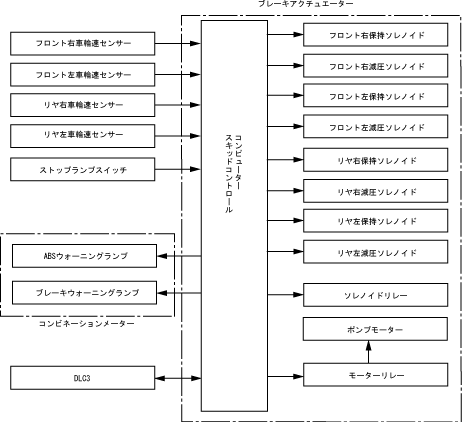 ブレーキアクチュエーター
フロント右車輪速センサー
フロント左車輪速センサー
リヤ右車輪速センサー
リヤ左車輪速センサー
ストップランプスイッチ
ABSウォーニングランプ
ブレーキウォーニングランプ
コンビネーションメーター
DLC3
スキッドコントロール
コンピューター
フロント右保持ソレノイド
フロント右減圧ソレノイド
フロント左保持ソレノイド
フロント左減圧ソレノイド
リヤ右保持ソレノイド
リヤ右減圧ソレノイド
リヤ左保持ソレノイド
リヤ左減圧ソレノイド
ソレノイドリレー
ポンプモーター
モーターリレー